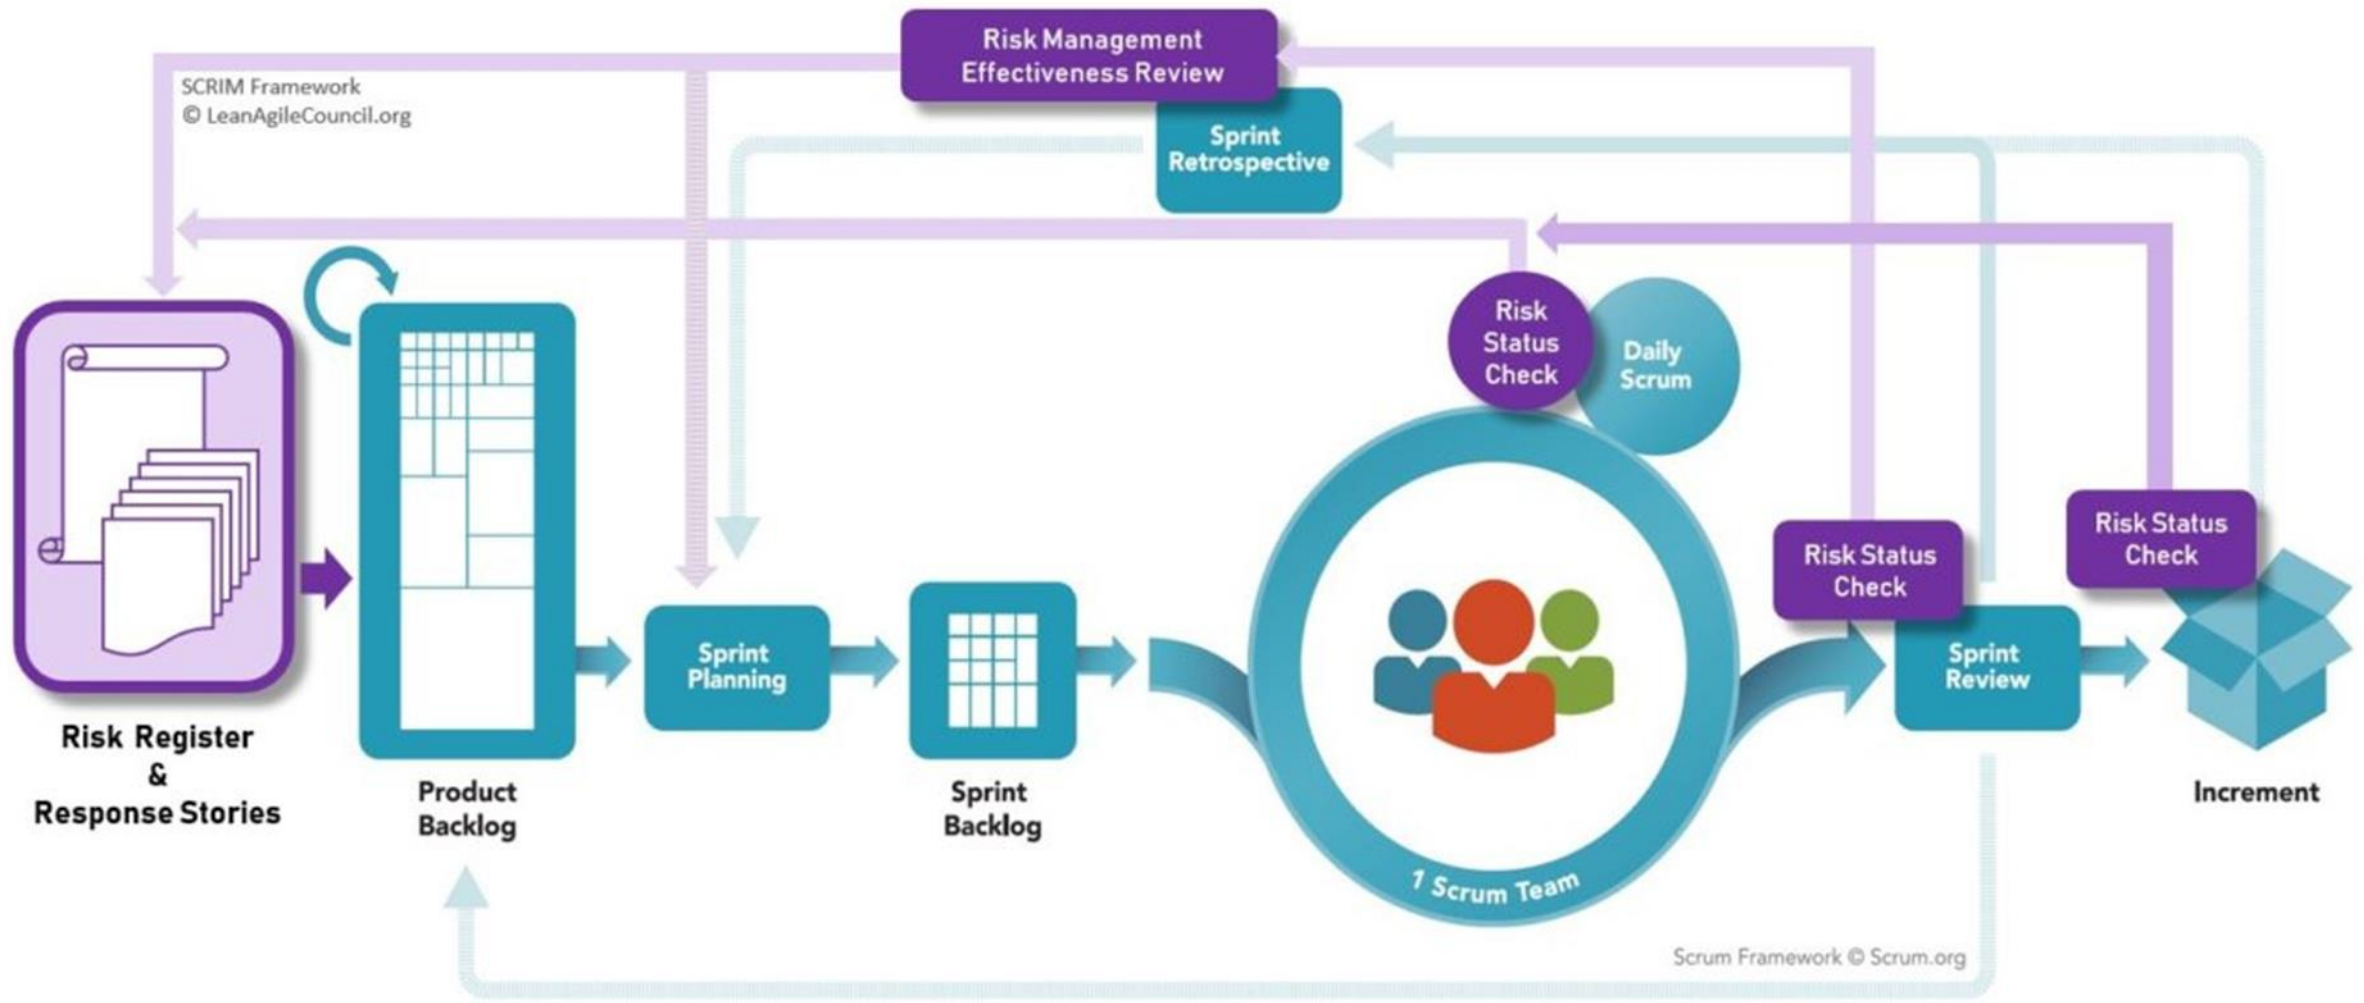 Risk Management
Effectiveness Review
SCRIM Framework
© LeanAgileCouncil.org
Sprint
Retrospective
Risk
Status
Check
Daily
Scrum
Risk Status
Check
Risk Status
Check
Sprint
Planning
Sprint
Review
Risk Register
&
Response Stories
Product
Backlog
Sprint
Backlog
Increment
1 Scrum Team
Scrum Framework © Scrum.org